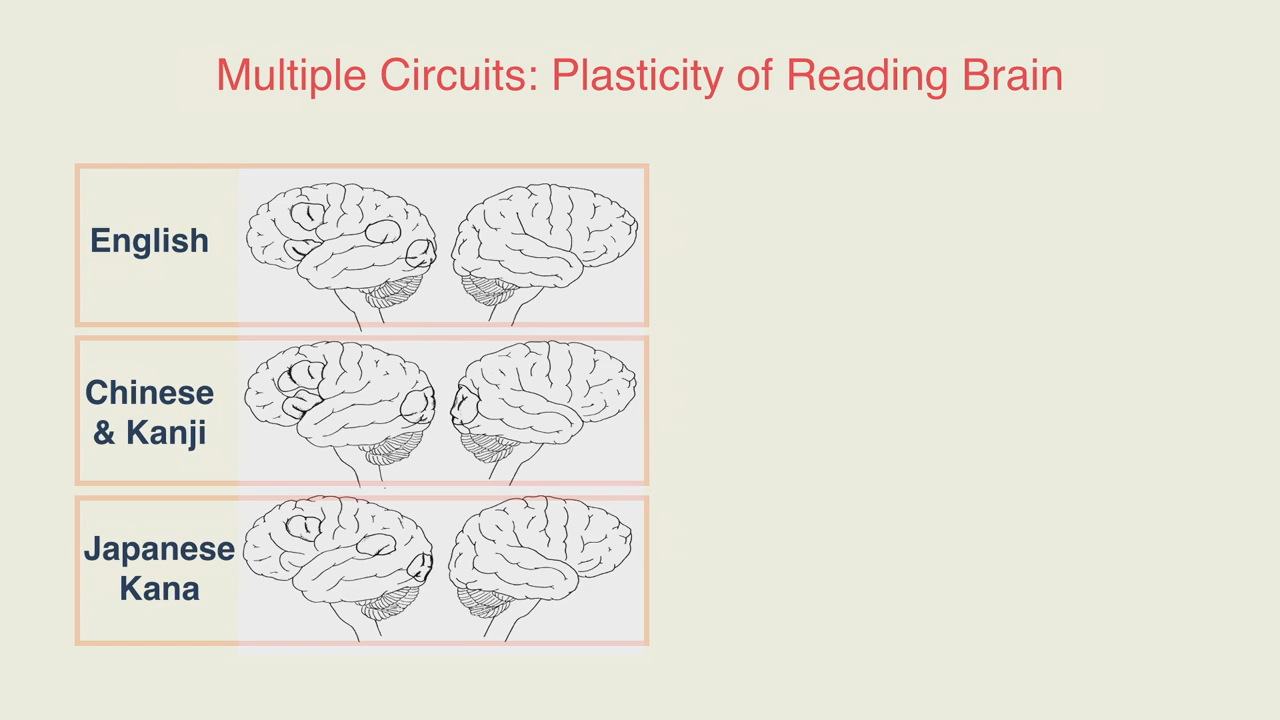 Multiple Circuits: Plasticity of Reading Brain
English
Chinese
& Kanji
Japanese
Kana